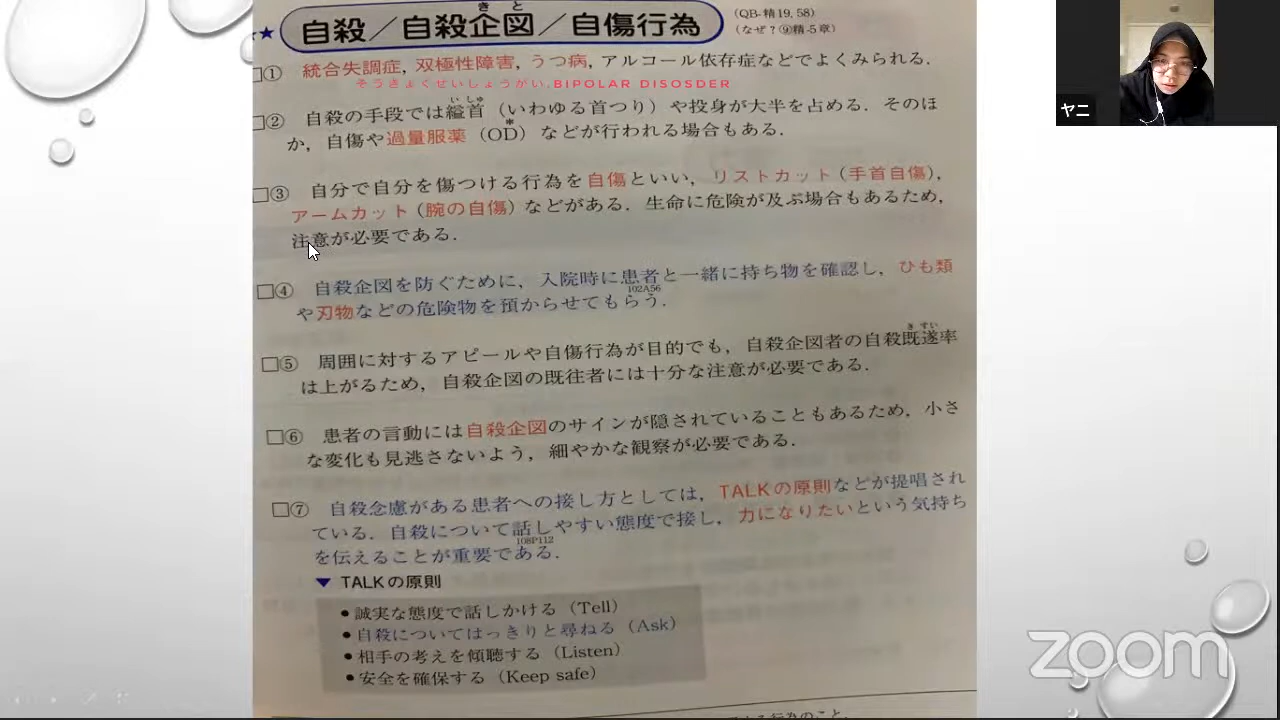 ★ 自殺／自殺企図／自傷行為
き と
(QB-精19, 58)
(なぜ？⑨精-5章)
□① 統合失調症, 双極性障害, うつ病, アルコール依存症などでよくみられる.
そうきょくせいしょうがい. BIPOLAR DISOSDER
い しゅ
□② 自殺の手段では縊首（いわゆる首つり）や投身が大半を占める. そのほ
か, 自傷や過量服薬（OD*）などが行われる場合もある.
□③ 自分で自分を傷つける行為を自傷といい, リストカット（手首自傷）,
アームカット（腕の自傷）などがある. 生命に危険が及ぶ場合もあるため,
注意が必要である.
□④ 自殺企図を防ぐために, 入院時に患者と一緒に持ち物を確認し, ひも類
102A56
や刃物などの危険物を預からせてもらう.
き すい
□⑤ 周囲に対するアピールや自傷行為が目的でも, 自殺企図者の自殺既遂率
は上がるため, 自殺企図の既往者には十分な注意が必要である.
□⑥ 患者の言動には自殺企図のサインが隠されていることもあるため, 小さ
な変化も見逃さないよう, 細やかな観察が必要である.
□⑦ 自殺念慮がある患者への接し方としては, TALKの原則などが提唱され
ている. 自殺について話しやすい態度で接し, 力になりたいという気持ち
108P112
を伝えることが重要である.
▼ TALKの原則
●誠実な態度で話しかける（Tell）
●自殺についてはっきりと尋ねる（Ask）
●相手の考えを傾聴する（Listen）
●安全を確保する（Keep safe）
する行為のこと.
ヤニ
zoom